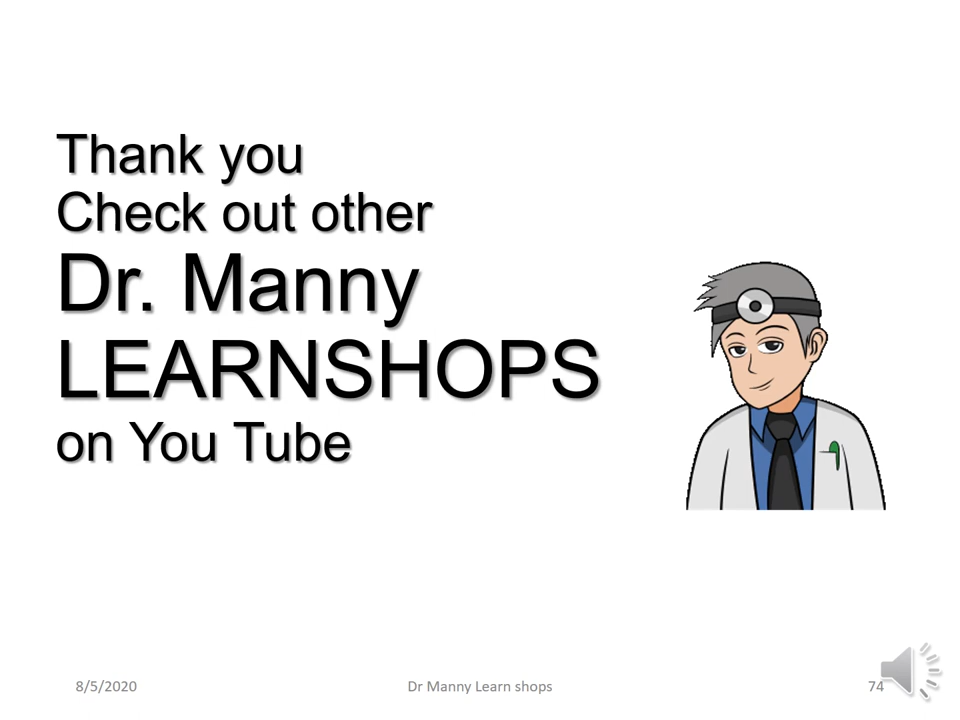 Thank you
Check out other
Dr. Manny
LEARNSHOPS
on You Tube
8/5/2020
Dr Manny Learn shops
74